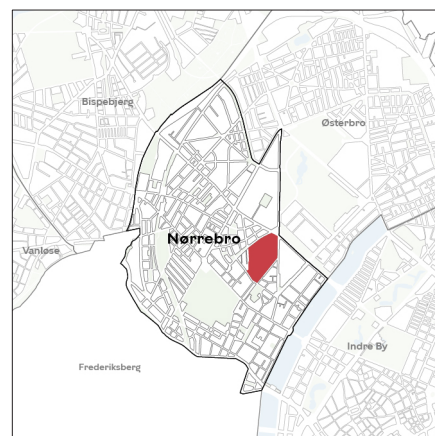 Bispebjerg
Østerbro
Nørrebro
Vanløse
Indre By
Frederiksberg